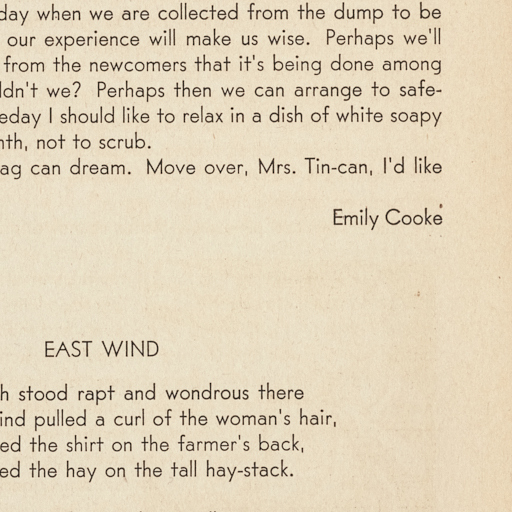 day when we are collected from the dump to be
our experience will make us wise. Perhaps we'll
from the newcomers that it's being done among
ldn't we? Perhaps then we can arrange to safe-
eday I should like to relax in a dish of white soapy
nth, not to scrub.
ag can dream. Move over, Mrs. Tin-can, I'd like
Emily Cooke
EAST WIND
h stood rapt and wondrous there
ind pulled a curl of the woman's hair,
ed the shirt on the farmer's back,
ed the hay on the tall hay-stack.